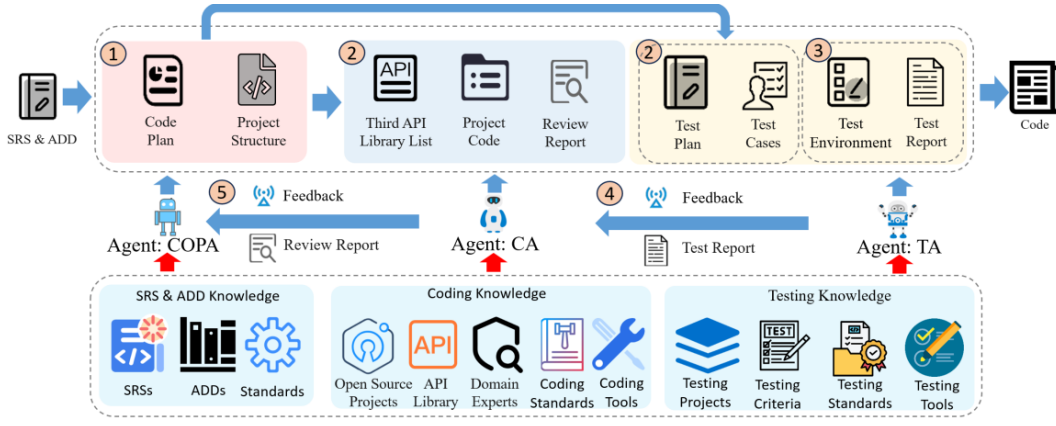 1
2
2
3
API
SRS & ADD
Code
Plan
Project
Structure
Third API
Library List
Project
Code
Review
Report
Test
Plan
Test
Cases
Test
Environment
Test
Report
Code
5
Feedback
4
Feedback
Agent: COPA
Review Report
Agent: CA
Test Report
Agent: TA
SRS & ADD Knowledge
SRSs
ADDs
Standards
Coding Knowledge
API
Open Source
Projects
API
Library
Domain
Experts
Coding
Standards
Coding
Tools
Testing Knowledge
TEST
Testing
Projects
Testing
Criteria
Testing
Standards
Testing
Tools